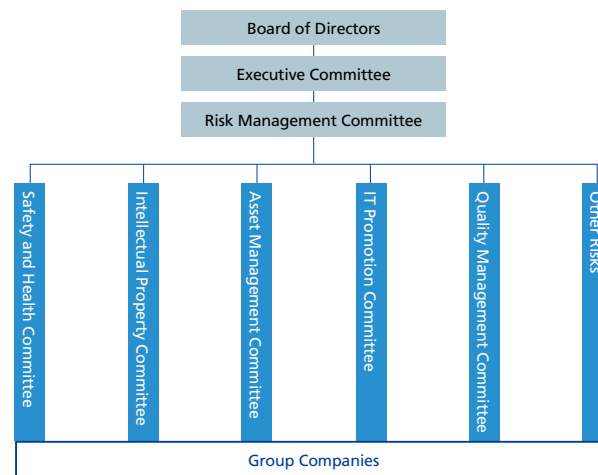 Board of Directors
Executive Committee
Risk Management Committee
Safety and Health Committee
Intellectual Property Committee
Asset Management Committee
IT Promotion Committee
Quality Management Committee
Other Risks
Group Companies